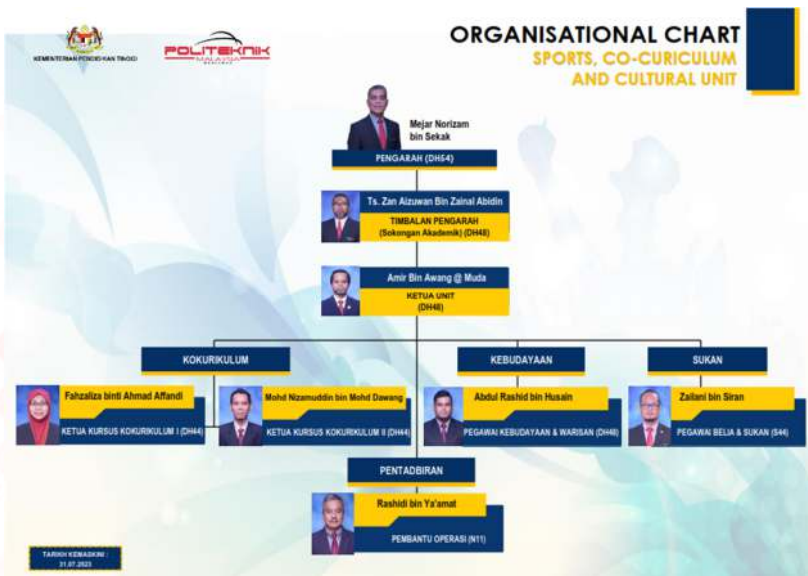 ORGANISATIONAL CHART
SPORTS, CO-CURICULUM
AND CULTURAL UNIT
KEMENTERIAN PENDIDIKAN TINGGI
POLITEKNIK
MALAYSIA
Mejar Norizam
bin Sekak
PENGARAH (DH54)
Ts. Zan Aizuwan Bin Zainal Abidin
TIMBALAN PENGARAH
(Sokongan Akademik) (DH48)
Amir Bin Awang @ Muda
KETUA UNIT
(DH48)
KOKURIKULUM
KEBUDAYAAN
SUKAN
Fahzaliza binti Ahmad Affandi
KETUA KURSUS KOKURIKULUM I (DH44)
Mohd Nizamuddin bin Mohd Dawang
KETUA KURSUS KOKURIKULUM II (DH44)
Abdul Rashid bin Husain
PEGAWAI KEBUDAYAAN & WARISAN (DH48)
Zailani bin Siran
PEGAWAI BELIA & SUKAN (S44)
PENTADBIRAN
Rashidi bin Ya'amat
PEMBANTU OPERASI (N11)
TARIKH KEMASKINI :
31.07.2023